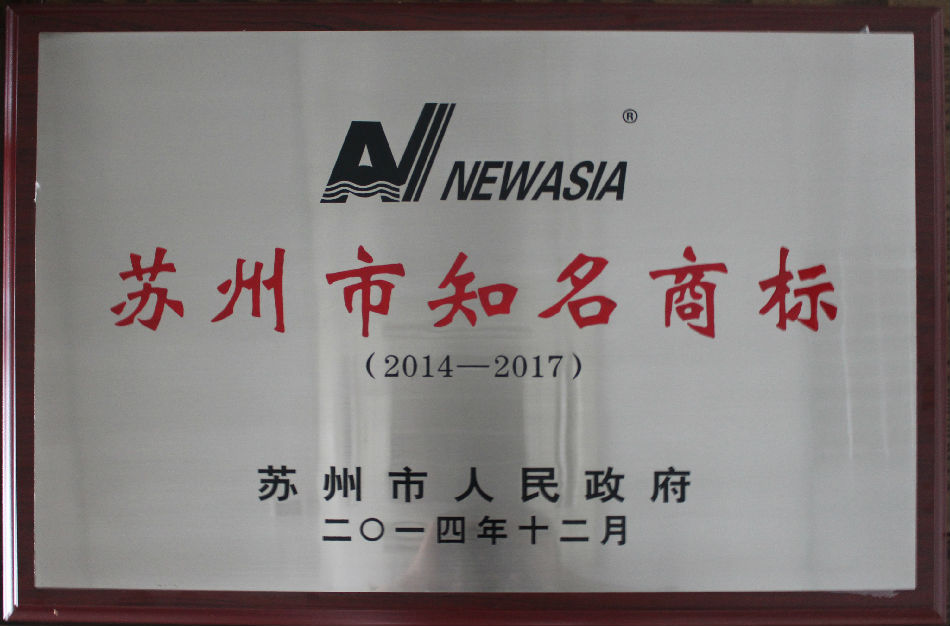 ®
NEWASIA
苏州市知名商标
(2014—2017)
苏州市人民政府
二〇一四年十二月